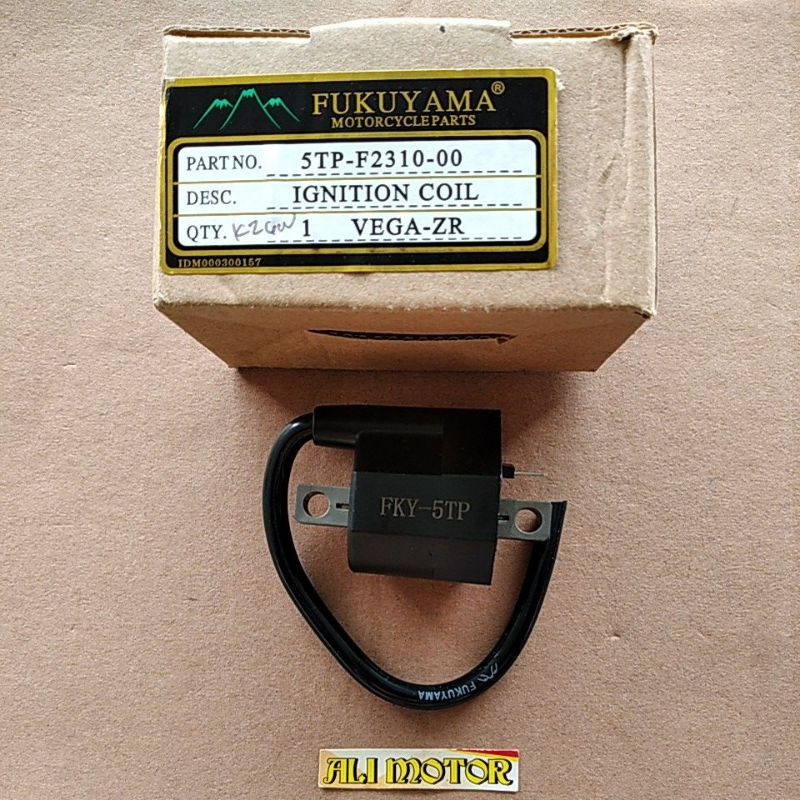 FUKUYAMA®
MOTORCYCLE PARTS
PART NO. 5TP-F2310-00
DESC. IGNITION COIL
QTY. 1 VEGA-ZR
IDM000300157
FKY-5TP
FUKUYAMA
ALI MOTOR